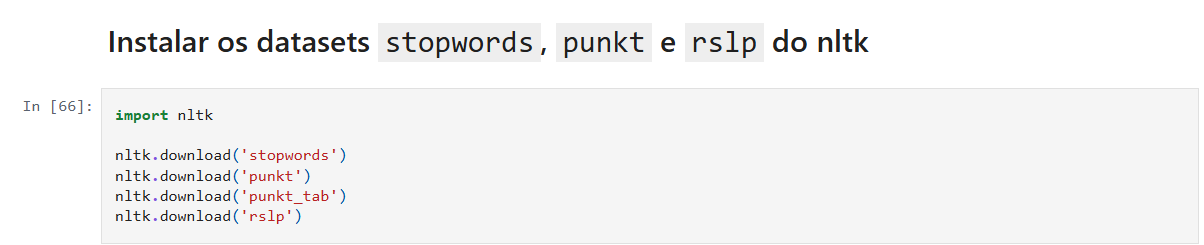 Instalar os datasets stopwords, punkt e rslp do nltk
In [66]:
import nltk
nltk.download('stopwords')
nltk.download('punkt')
nltk.download('punkt_tab')
nltk.download('rslp')